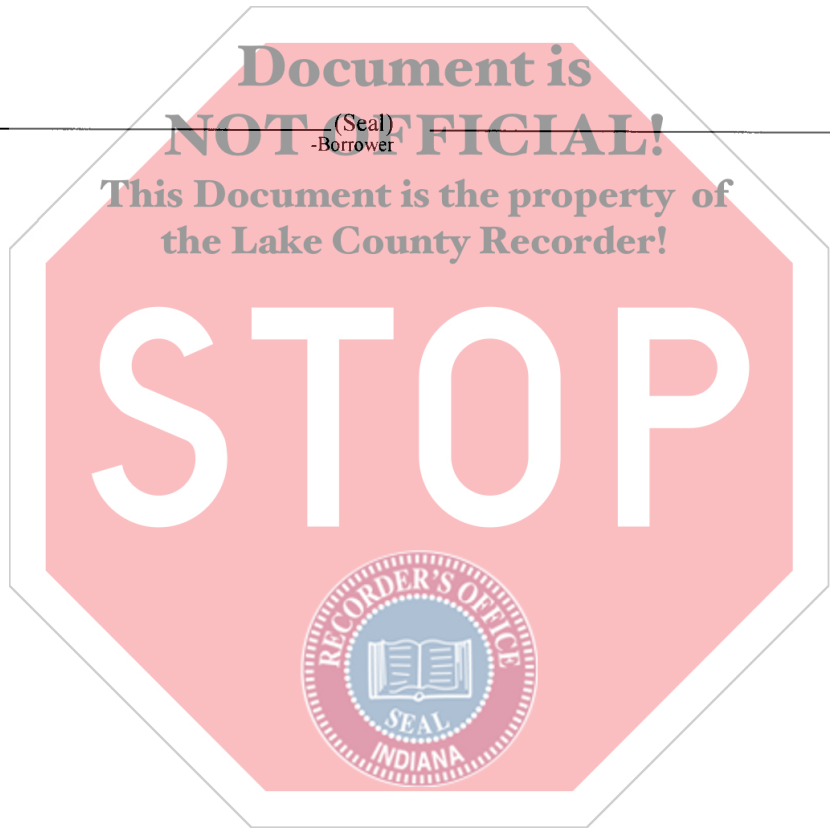 Document is
NOT OFFICIAL!
(Seal)
-Borrower
This Document is the property of
the Lake County Recorder!
STOP
RECORDER'S OFFICE
SEAL
INDIANA